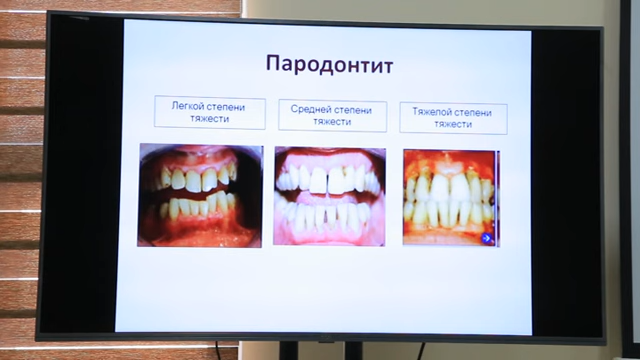 Пародонтит
Легкой степени
тяжести
Средней степени
тяжести
Тяжелой степени
тяжести